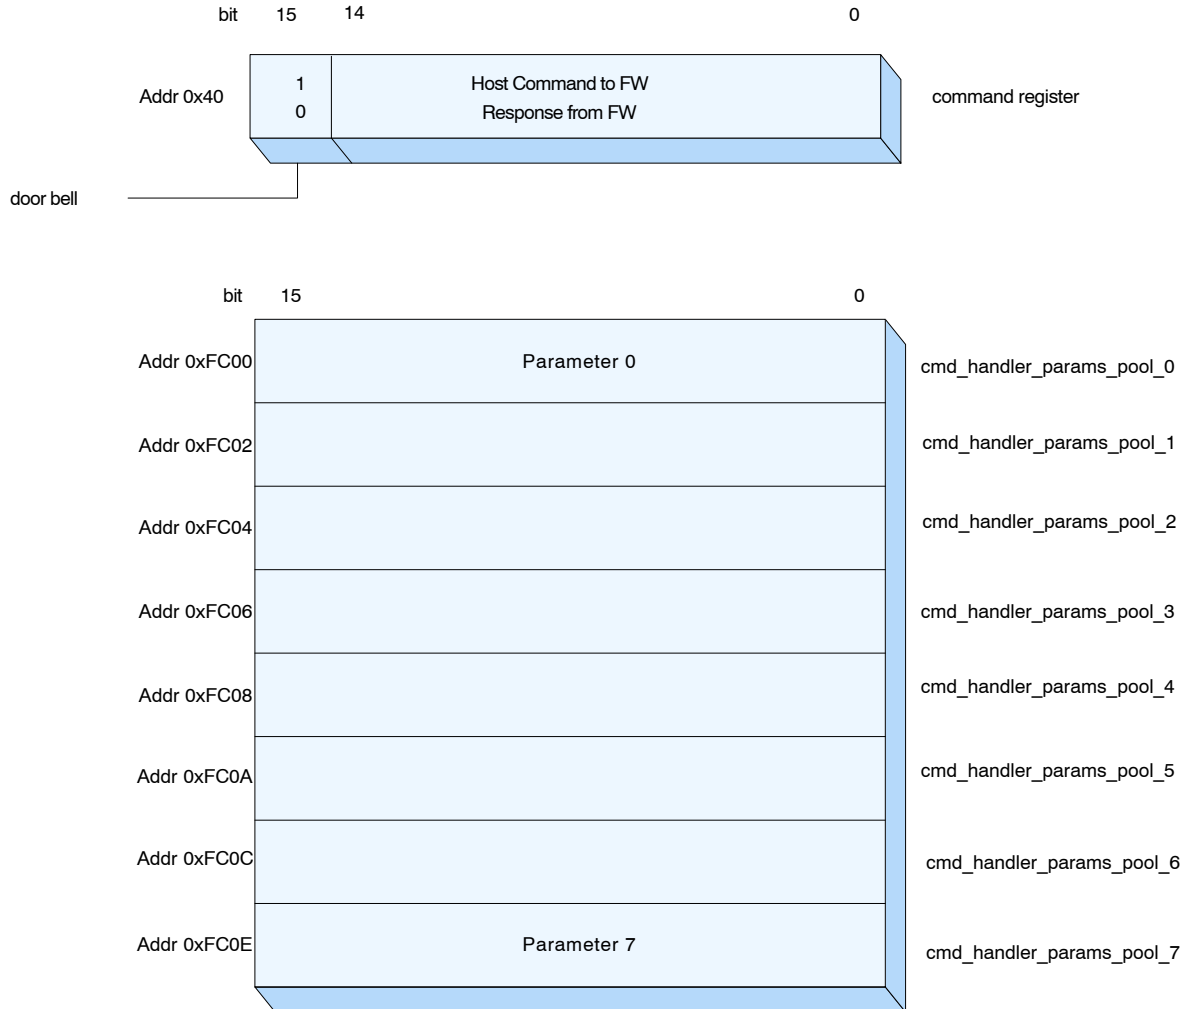 bit 15 14 0
Addr 0x40 1 Host Command to FW command register
0 Response from FW
door bell
bit 15 0
Addr 0xFC00 Parameter 0 cmd_handler_params_pool_0
Addr 0xFC02 cmd_handler_params_pool_1
Addr 0xFC04 cmd_handler_params_pool_2
Addr 0xFC06 cmd_handler_params_pool_3
Addr 0xFC08 cmd_handler_params_pool_4
Addr 0xFC0A cmd_handler_params_pool_5
Addr 0xFC0C cmd_handler_params_pool_6
Addr 0xFC0E Parameter 7 cmd_handler_params_pool_7